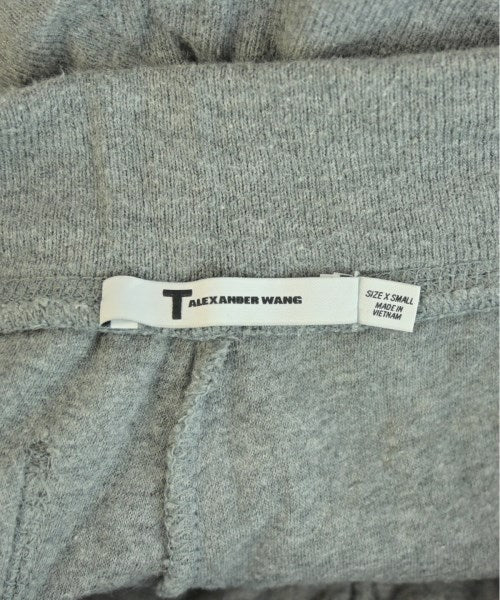 T ALEXANDER WANG
SIZE X SMALL
MADE IN
VIETNAM